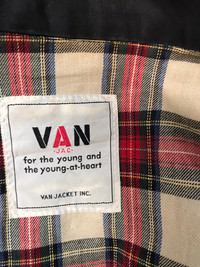 VAN
-JAC-
for the young and
the young-at-heart
VAN JACKET INC.